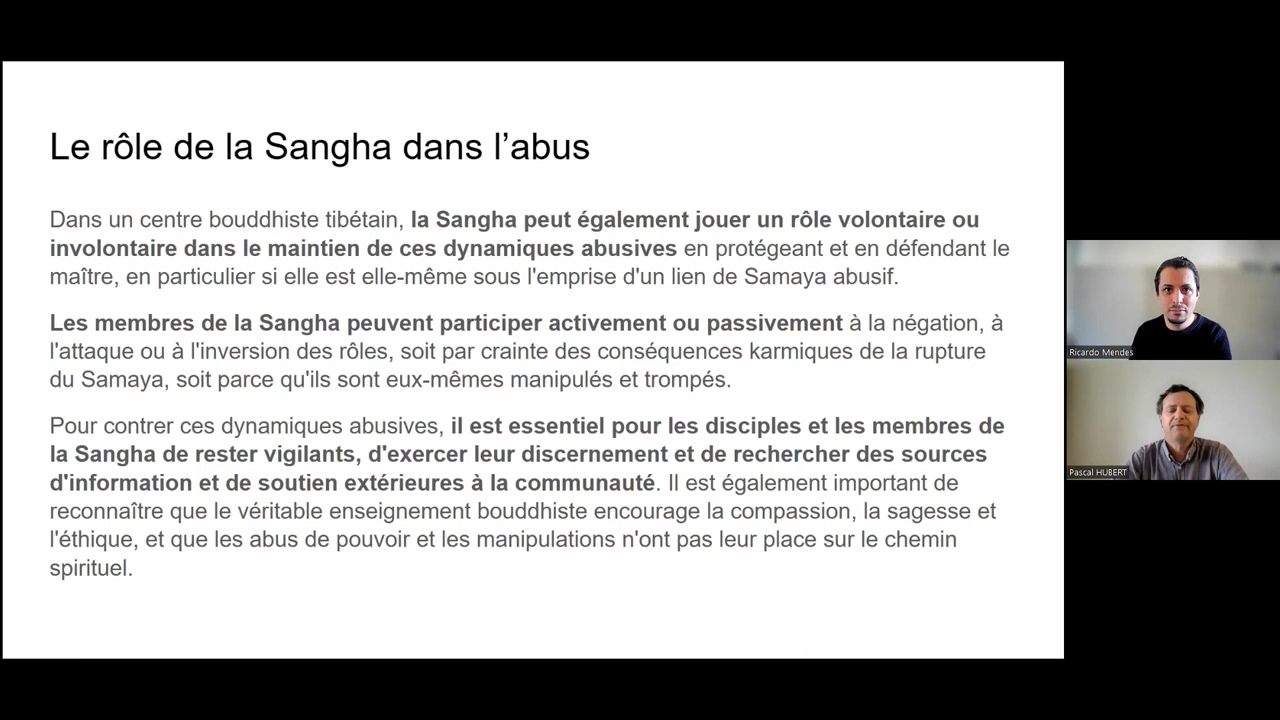 Le rôle de la Sangha dans l’abus
Dans un centre bouddhiste tibétain, la Sangha peut également jouer un rôle volontaire ou
involontaire dans le maintien de ces dynamiques abusives en protégeant et en défendant le
maître, en particulier si elle est elle-même sous l'emprise d'un lien de Samaya abusif.
Les membres de la Sangha peuvent participer activement ou passivement à la négation, à
l'attaque ou à l'inversion des rôles, soit par crainte des conséquences karmiques de la rupture
du Samaya, soit parce qu'ils sont eux-mêmes manipulés et trompés.
Pour contrer ces dynamiques abusives, il est essentiel pour les disciples et les membres de
la Sangha de rester vigilants, d'exercer leur discernement et de rechercher des sources
d'information et de soutien extérieures à la communauté. Il est également important de
reconnaître que le véritable enseignement bouddhiste encourage la compassion, la sagesse et
l'éthique, et que les abus de pouvoir et les manipulations n'ont pas leur place sur le chemin
spirituel.
Ricardo Mendes
Pascal HUBERT